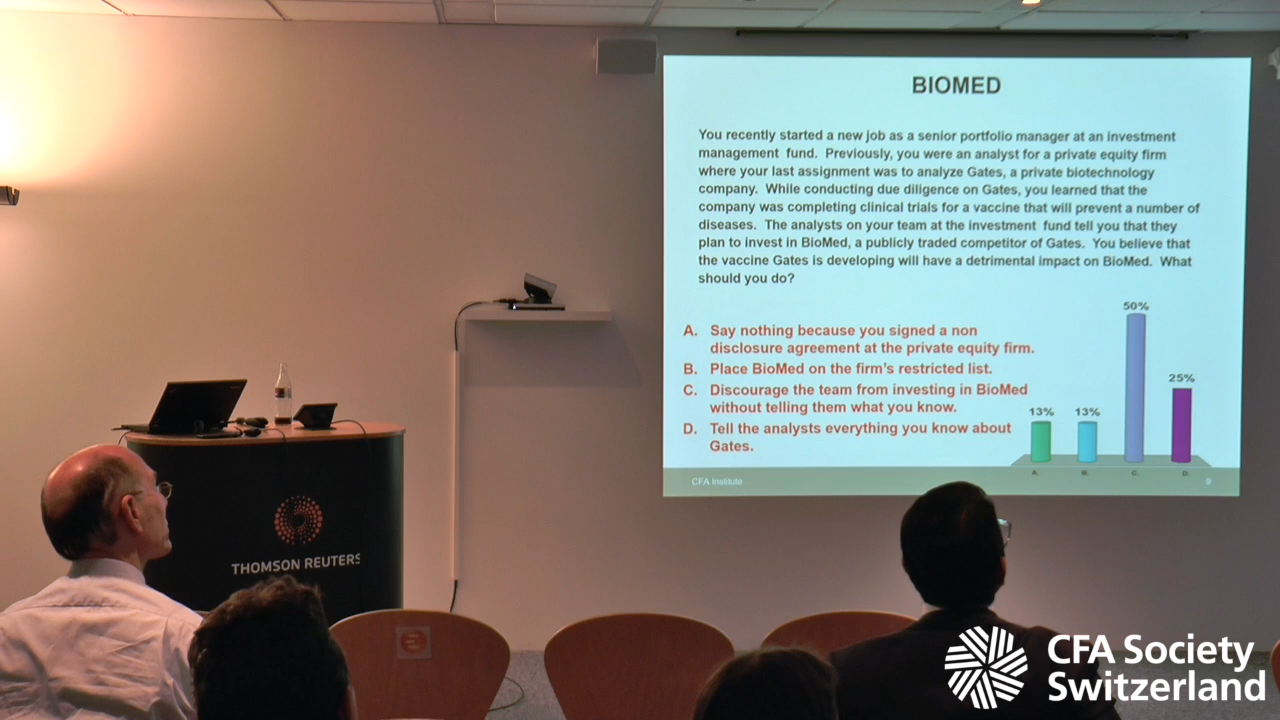 BIOMED
You recently started a new job as a senior portfolio manager at an investment
management fund. Previously, you were an analyst for a private equity firm
where your last assignment was to analyze Gates, a private biotechnology
company. While conducting due diligence on Gates, you learned that the
company was completing clinical trials for a vaccine that will prevent a number of
diseases. The analysts on your team at the investment fund tell you that they
plan to invest in BioMed, a publicly traded competitor of Gates. You believe that
the vaccine Gates is developing will have a detrimental impact on BioMed. What
should you do?
A. Say nothing because you signed a non
disclosure agreement at the private equity firm.
B. Place BioMed on the firm's restricted list.
C. Discourage the team from investing in BioMed
without telling them what you know.
D. Tell the analysts everything you know about
Gates.
50%
25%
13% 13%
A. B. C. D.
CFA Institute 9
THOMSON REUTERS
CFA Society
Switzerland